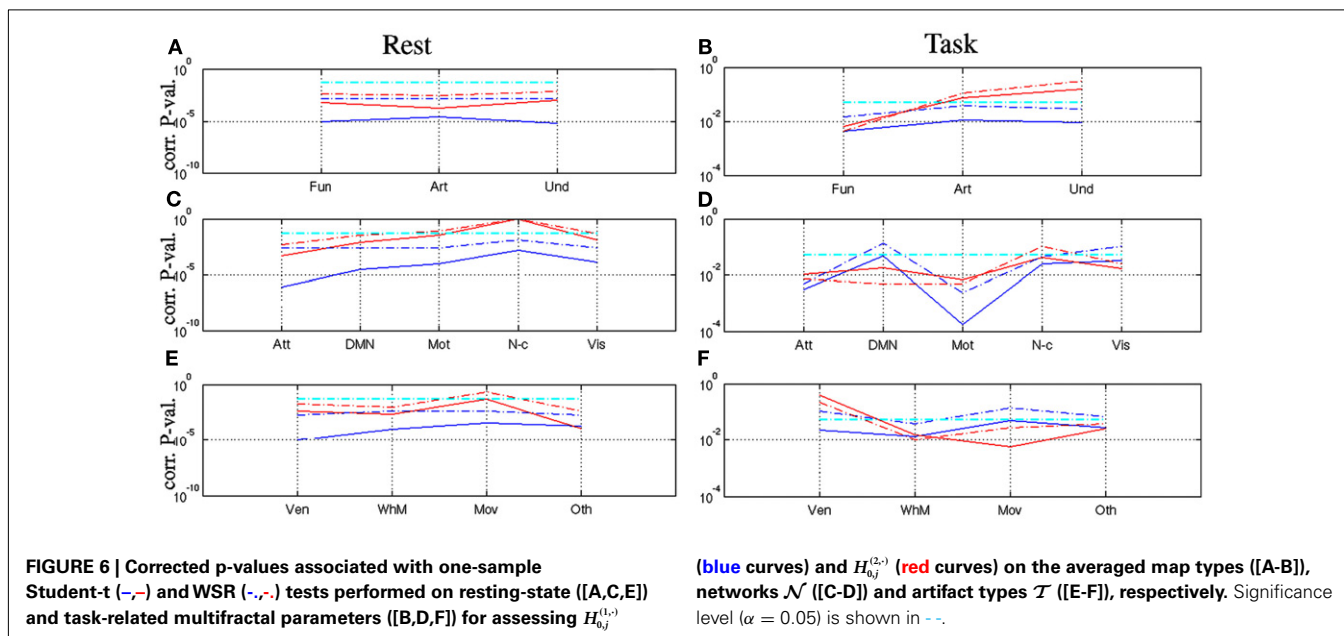 Rest
Task
A
10^0
10^-5
10^-10
corr. P-val.
Fun Art Und
B
10^0
10^-2
10^-4
Fun Art Und
C
10^0
10^-5
10^-10
corr. P-val.
Att DMN Mot N-c Vis
D
10^0
10^-2
10^-4
Att DMN Mot N-c Vis
E
10^0
10^-5
10^-10
corr. P-val.
Ven WhM Mov Oth
F
10^0
10^-2
10^-4
Ven WhM Mov Oth
FIGURE 6 | Corrected p-values associated with one-sample
Student-t (–,–) and WSR (-.,-.) tests performed on resting-state ([A,C,E])
and task-related multifractal parameters ([B,D,F]) for assessing H_{0,j}^{(1,·)}
(blue curves) and H_{0,j}^{(2,·)} (red curves) on the averaged map types ([A-B]),
networks 𝒩 ([C-D]) and artifact types 𝒯 ([E-F]), respectively. Significance
level (α = 0.05) is shown in - -.